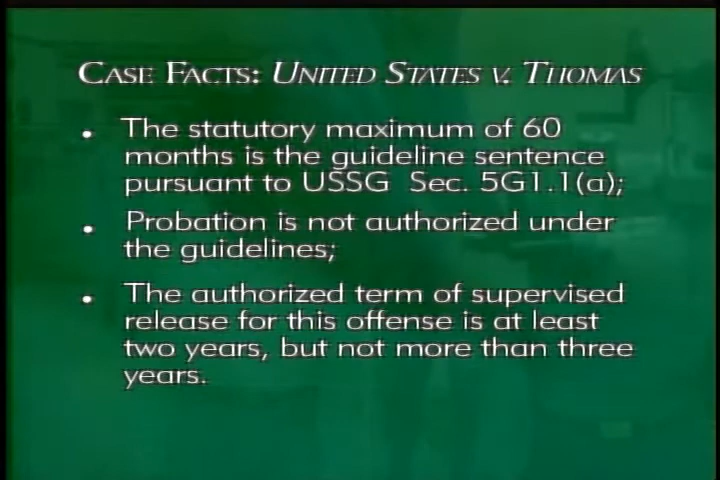 CASE FACTS: UNITED STATES V. THOMAS
• The statutory maximum of 60
months is the guideline sentence
pursuant to USSG Sec. 5G1.1(a);
• Probation is not authorized under
the guidelines;
• The authorized term of supervised
release for this offense is at least
two years, but not more than three
years.